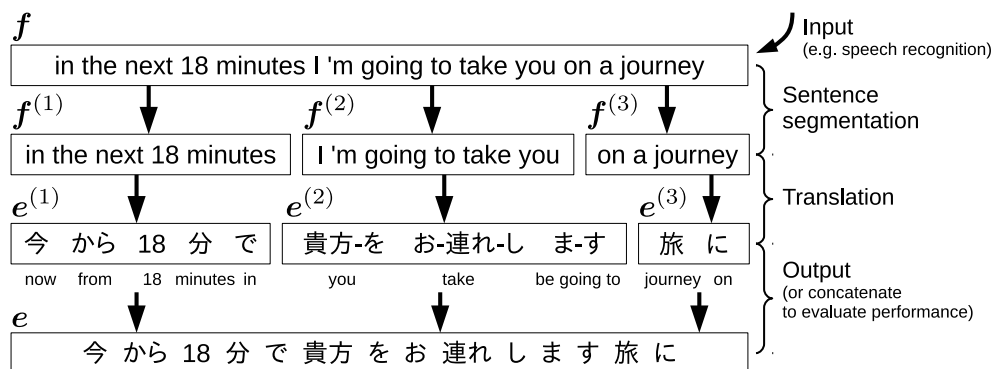 f
Input
(e.g. speech recognition)
in the next 18 minutes I 'm going to take you on a journey
f(1) f(2) f(3)
Sentence
segmentation
in the next 18 minutes I 'm going to take you on a journey
e(1) e(2) e(3)
Translation
今 から 18 分 で 貴方-を お-連れ-し ま-す 旅 に
now from 18 minutes in you take be going to journey on
Output
(or concatenate
to evaluate performance)
e
今 から 18 分 で 貴方 を お 連れ し ま す 旅 に